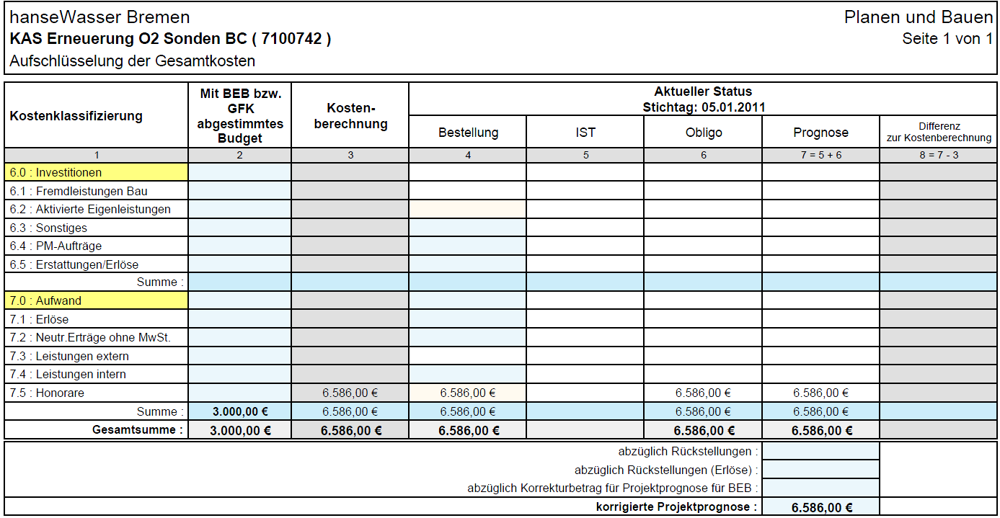 hanseWasser Bremen
Planen und Bauen
KAS Erneuerung O2 Sonden BC ( 7100742 )
Seite 1 von 1
Aufschlüsselung der Gesamtkosten
Kostenklassifizierung
Mit BEB bzw.
GFK
abgestimmtes
Budget
Kosten-
berechnung
Aktueller Status
Stichtag: 05.01.2011
Bestellung
IST
Obligo
Prognose
Differenz
zur Kostenberechnung
1 2 3 4 5 6 7 = 5 + 6 8 = 7 - 3
6.0 : Investitionen
6.1 : Fremdleistungen Bau
6.2 : Aktivierte Eigenleistungen
6.3 : Sonstiges
6.4 : PM-Aufträge
6.5 : Erstattungen/Erlöse
Summe :
7.0 : Aufwand
7.1 : Erlöse
7.2 : Neutr.Erträge ohne MwSt.
7.3 : Leistungen extern
7.4 : Leistungen intern
7.5 : Honorare 6.586,00 € 6.586,00 € 6.586,00 € 6.586,00 €
Summe : 3.000,00 € 6.586,00 € 6.586,00 € 6.586,00 € 6.586,00 €
Gesamtsumme : 3.000,00 € 6.586,00 € 6.586,00 € 6.586,00 € 6.586,00 €
abzüglich Rückstellungen :
abzüglich Rückstellungen (Erlöse) :
abzüglich Korrekturbetrag für Projektprognose für BEB :
korrigierte Projektprognose : 6.586,00 €